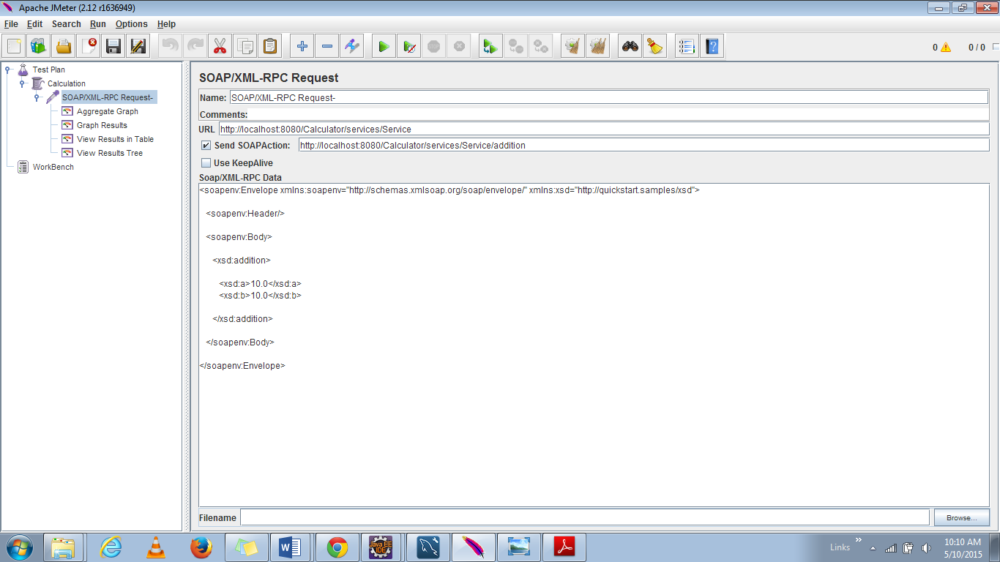 Apache JMeter (2.12 r1636949)
File Edit Search Run Options Help
0 0 / 0
Test Plan
Calculation
SOAP/XML-RPC Request-
Aggregate Graph
Graph Results
View Results in Table
View Results Tree
WorkBench
SOAP/XML-RPC Request
Name: SOAP/XML-RPC Request-
Comments:
URL http://localhost:8080/Calculator/services/Service
Send SOAPAction: http://localhost:8080/Calculator/services/Service/addition
Use KeepAlive
Soap/XML-RPC Data
<soapenv:Envelope xmlns:soapenv="http://schemas.xmlsoap.org/soap/envelope/" xmlns:xsd="http://quickstart.samples/xsd">
<soapenv:Header/>
<soapenv:Body>
<xsd:addition>
<xsd:a>10.0</xsd:a>
<xsd:b>10.0</xsd:b>
</xsd:addition>
</soapenv:Body>
</soapenv:Envelope>
Filename Browse...
Java EE
IDE
Links »
10:10 AM
5/10/2015